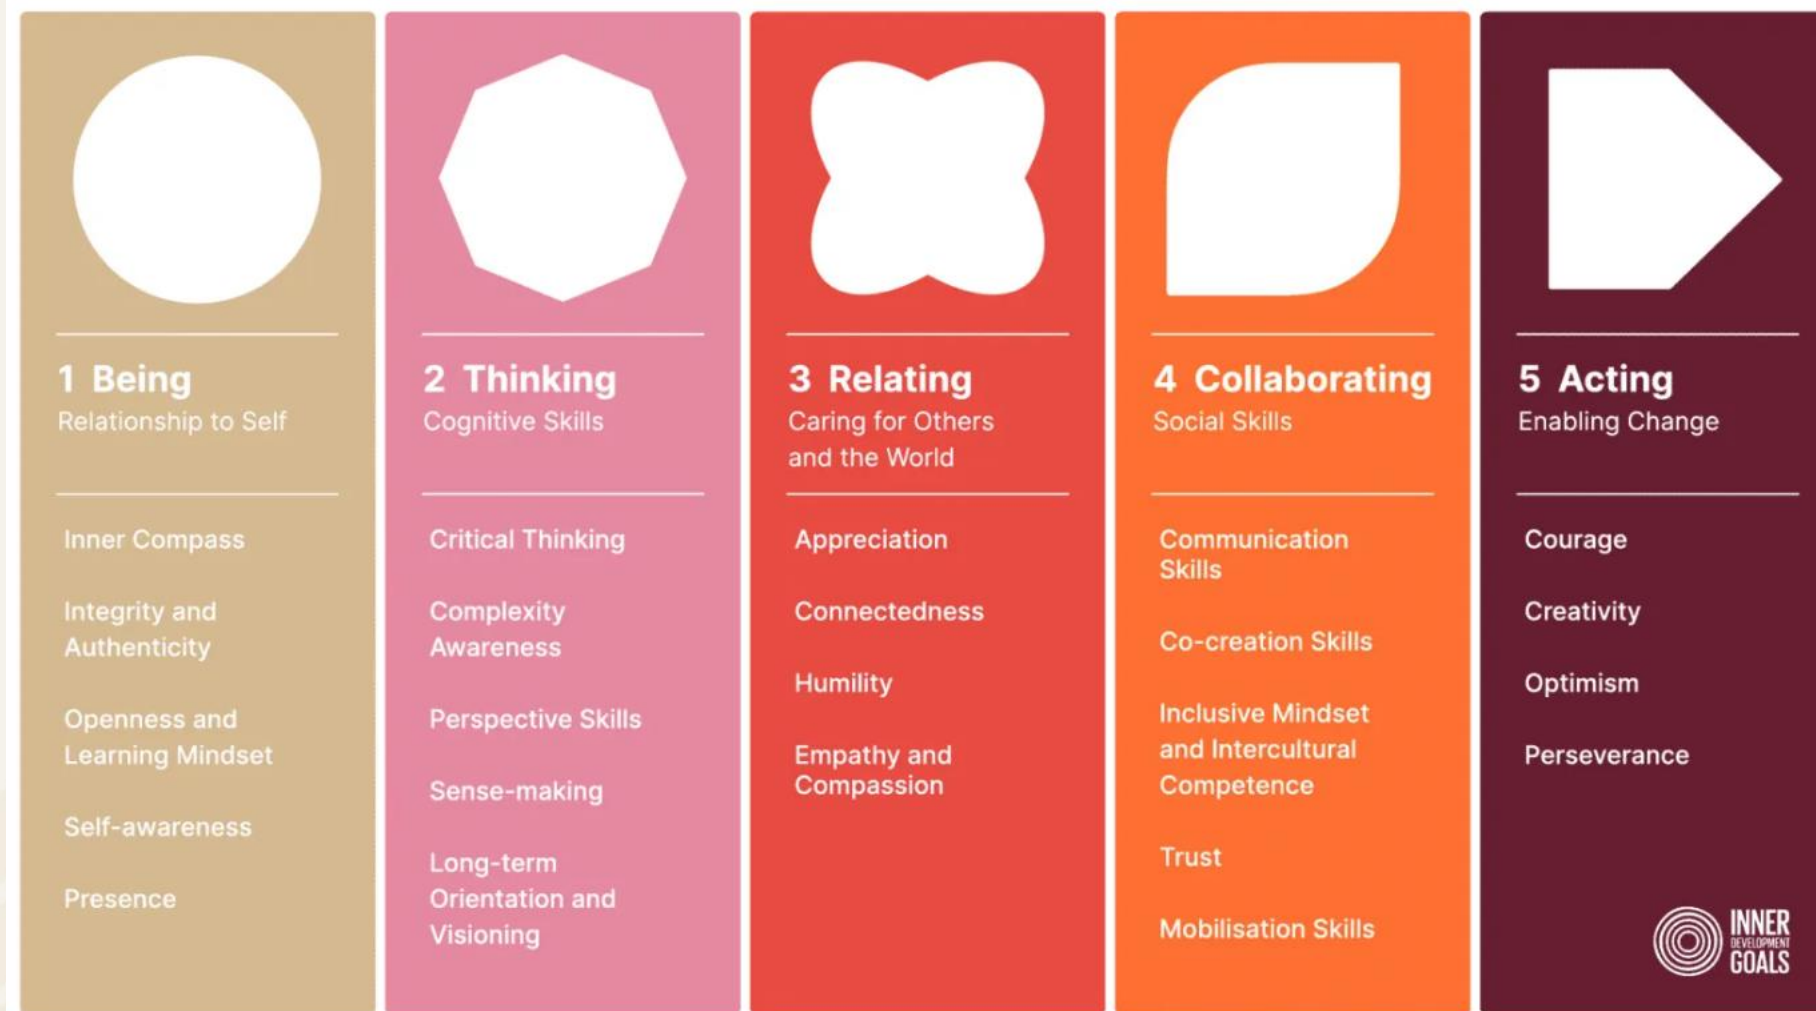 1 Being
Relationship to Self
Inner Compass
Integrity and
Authenticity
Openness and
Learning Mindset
Self-awareness
Presence
2 Thinking
Cognitive Skills
Critical Thinking
Complexity
Awareness
Perspective Skills
Sense-making
Long-term
Orientation and
Visioning
3 Relating
Caring for Others
and the World
Appreciation
Connectedness
Humility
Empathy and
Compassion
4 Collaborating
Social Skills
Communication
Skills
Co-creation Skills
Inclusive Mindset
and Intercultural
Competence
Trust
Mobilisation Skills
5 Acting
Enabling Change
Courage
Creativity
Optimism
Perseverance
INNER
DEVELOPMENT
GOALS